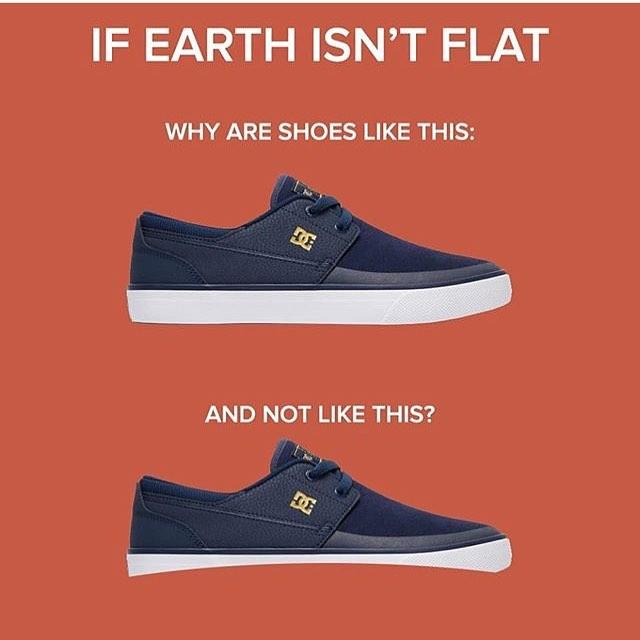 IF EARTH ISN'T FLAT
WHY ARE SHOES LIKE THIS:
AND NOT LIKE THIS?